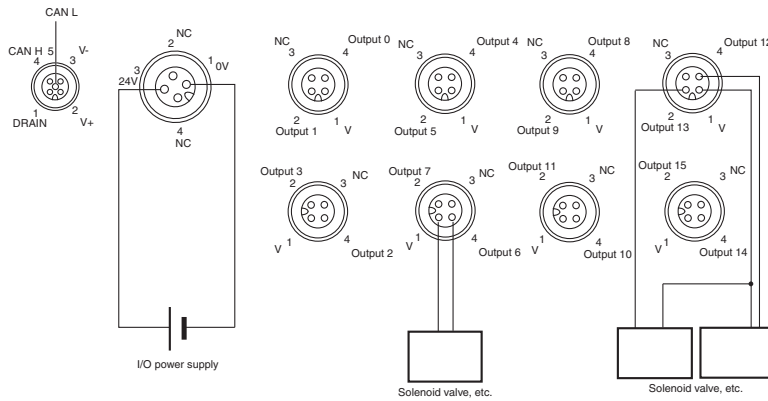 CAN L
CAN H 5 V-
4 3
1 2
DRAIN V+
NC
2
3 1 0V
24V
4
NC
I/O power supply
NC Output 0
3 4
2 1
Output 1 V
NC Output 4
3 4
2 1
Output 5 V
NC Output 8
3 4
2 1
Output 9 V
NC Output 12
3 4
2 1
Output 13 V
Output 3
2 3 NC
1 4
V Output 2
Output 7
2 3 NC
1 4
V Output 6
Output 11
2 3 NC
1 4
V Output 10
Output 15
2 3 NC
1 4
V Output 14
Solenoid valve, etc.
Solenoid valve, etc.